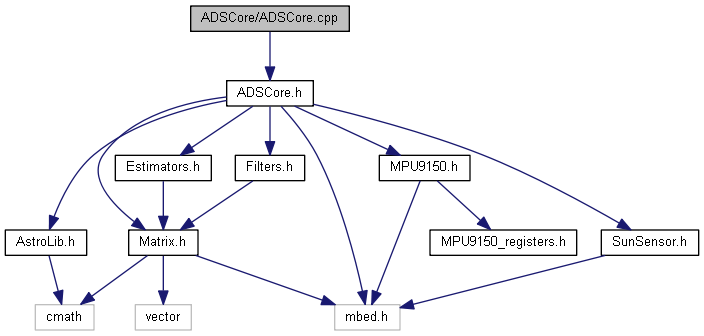 ADSCore/ADSCore.cpp
ADSCore.h
Estimators.h
Filters.h
MPU9150.h
AstroLib.h
Matrix.h
MPU9150_registers.h
SunSensor.h
cmath
vector
mbed.h